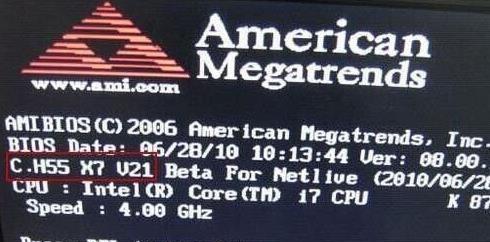 American
Megatrends
www.ami.com
AMIBIOS(C)2006 American Megatrends, Inc.
BIOS Date: 06/28/10 10:13:44 Ver: 08.00.
C.H55 X7 V21 Beta For Netlive (2010/06/28
CPU : Intel(R) Core(TM) i7 CPU K 87
Speed : 4.00 GHz